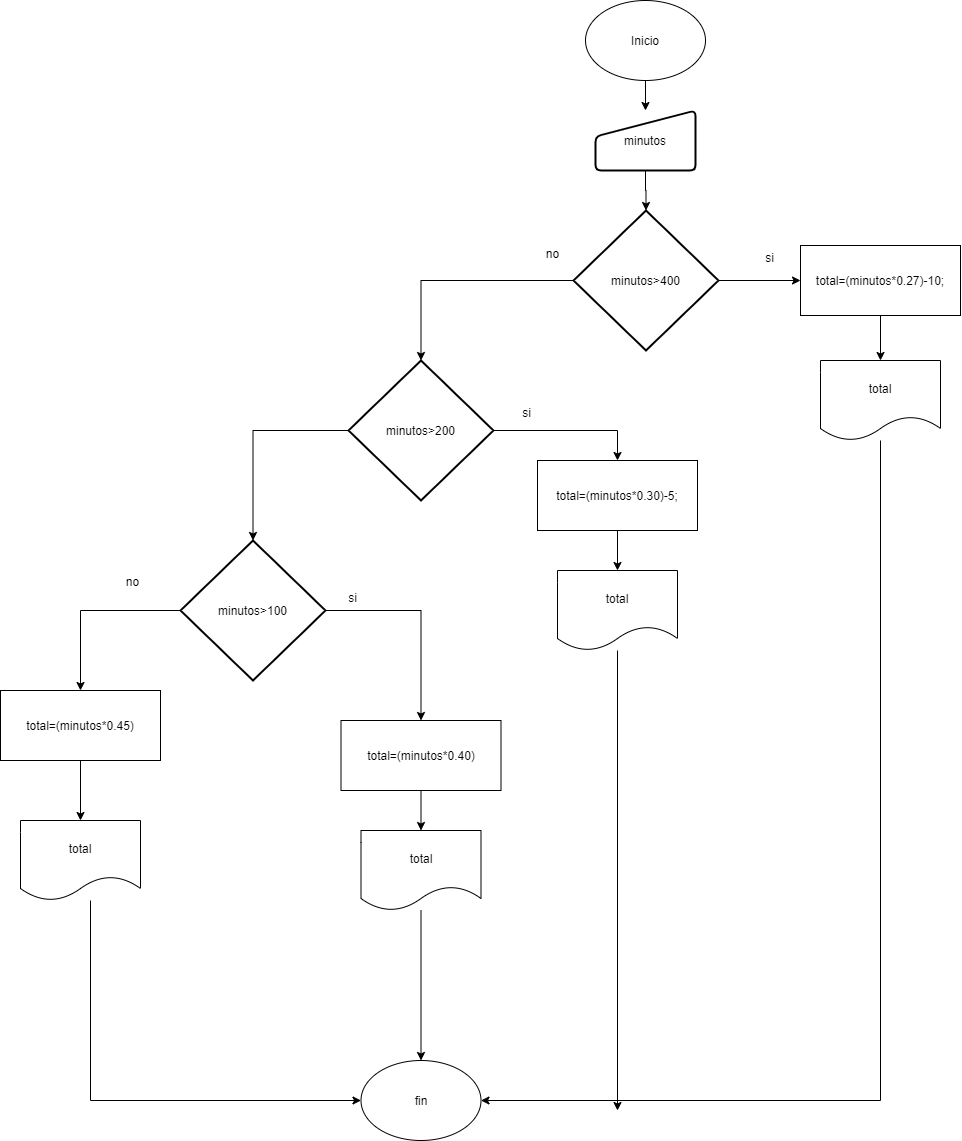 Inicio
minutos
no
si
minutos>400
total=(minutos*0.27)-10;
total
si
minutos>200
total=(minutos*0.30)-5;
total
no
si
minutos>100
total=(minutos*0.45)
total=(minutos*0.40)
total
total
fin